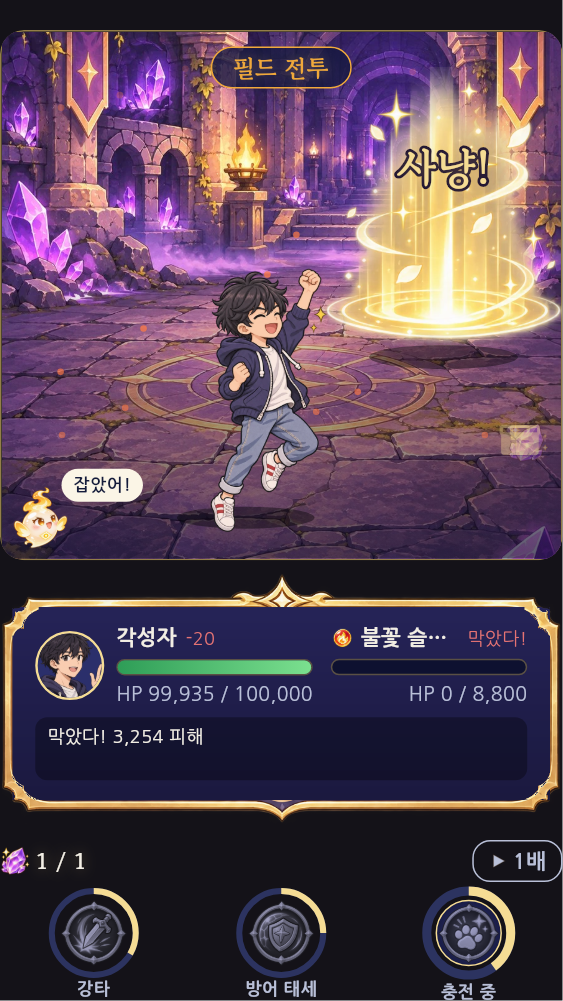 필드 전투
사냥!
잡았어!
각성자 -20
불꽃 슬… 막았다!
HP 99,935 / 100,000
HP 0 / 8,800
막았다! 3,254 피해
1 / 1
▶ 1배
강타
방어 태세
충전 중